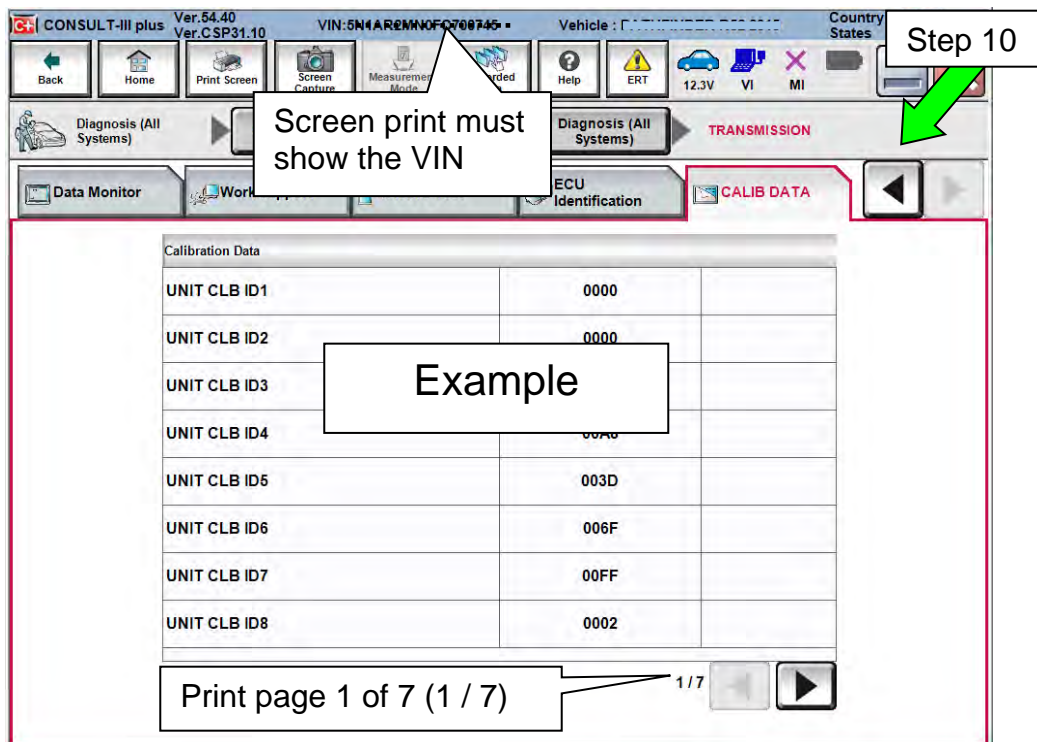 CONSULT-III plus Ver.54.40 VIN: Vehicle : Country
Ver.CSP31.10 States
Step 10
Back Home Print Screen Screen Capture Measurement Mode Help ERT 12.3V VI MI
Screen print must
show the VIN
Diagnosis (All
Systems)
Diagnosis (All
Systems)
TRANSMISSION
Data Monitor
ECU
Identification
CALIB DATA
Calibration Data
UNIT CLB ID1 0000
UNIT CLB ID2 0000
Example
UNIT CLB ID3
UNIT CLB ID4 00A8
UNIT CLB ID5 003D
UNIT CLB ID6 006F
UNIT CLB ID7 00FF
UNIT CLB ID8 0002
Print page 1 of 7 (1 / 7)
1/7